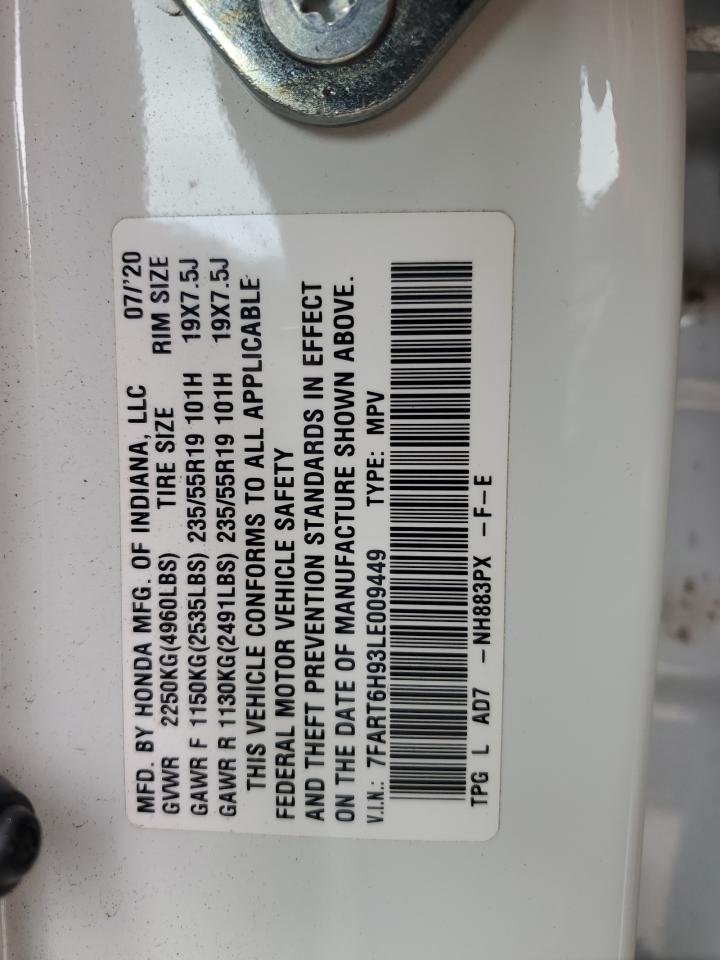 MFD. BY HONDA MFG. OF INDIANA, LLC 07/'20
GVWR 2250KG(4960LBS) TIRE SIZE RIM SIZE
GAWR F 1150KG(2535LBS) 235/55R19 101H 19X7.5J
GAWR R 1130KG(2491LBS) 235/55R19 101H 19X7.5J
THIS VEHICLE CONFORMS TO ALL APPLICABLE
FEDERAL MOTOR VEHICLE SAFETY
AND THEFT PREVENTION STANDARDS IN EFFECT
ON THE DATE OF MANUFACTURE SHOWN ABOVE.
V.I.N.: 7FART6H93LE009449 TYPE: MPV
TPG L AD7 -NH883PX -F-E